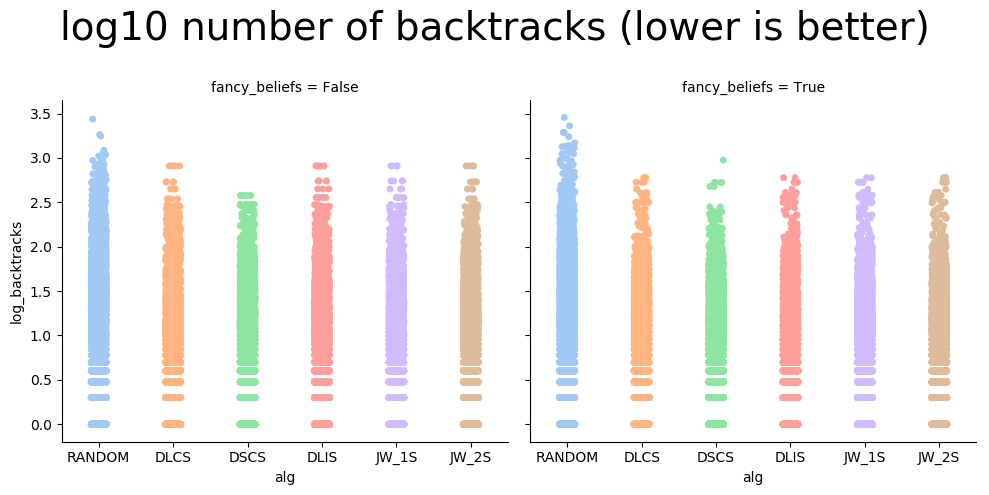 log10 number of backtracks (lower is better)
fancy_beliefs = False
fancy_beliefs = True
log_backtracks
3.5
3.0
2.5
2.0
1.5
1.0
0.5
0.0
RANDOM DLCS DSCS DLIS JW_1S JW_2S
RANDOM DLCS DSCS DLIS JW_1S JW_2S
alg
alg